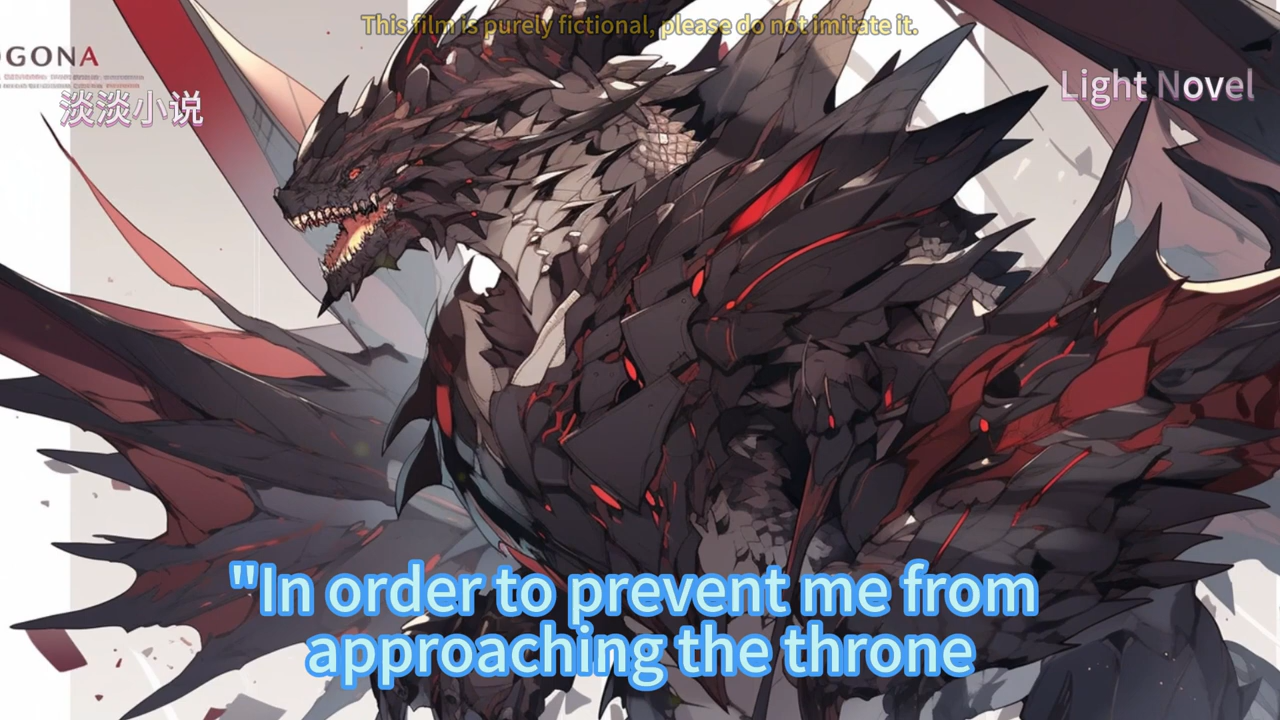 This film is purely fictional, please do not imitate it.
OGONA
淡淡小说
Light Novel
"In order to prevent me from
approaching the throne